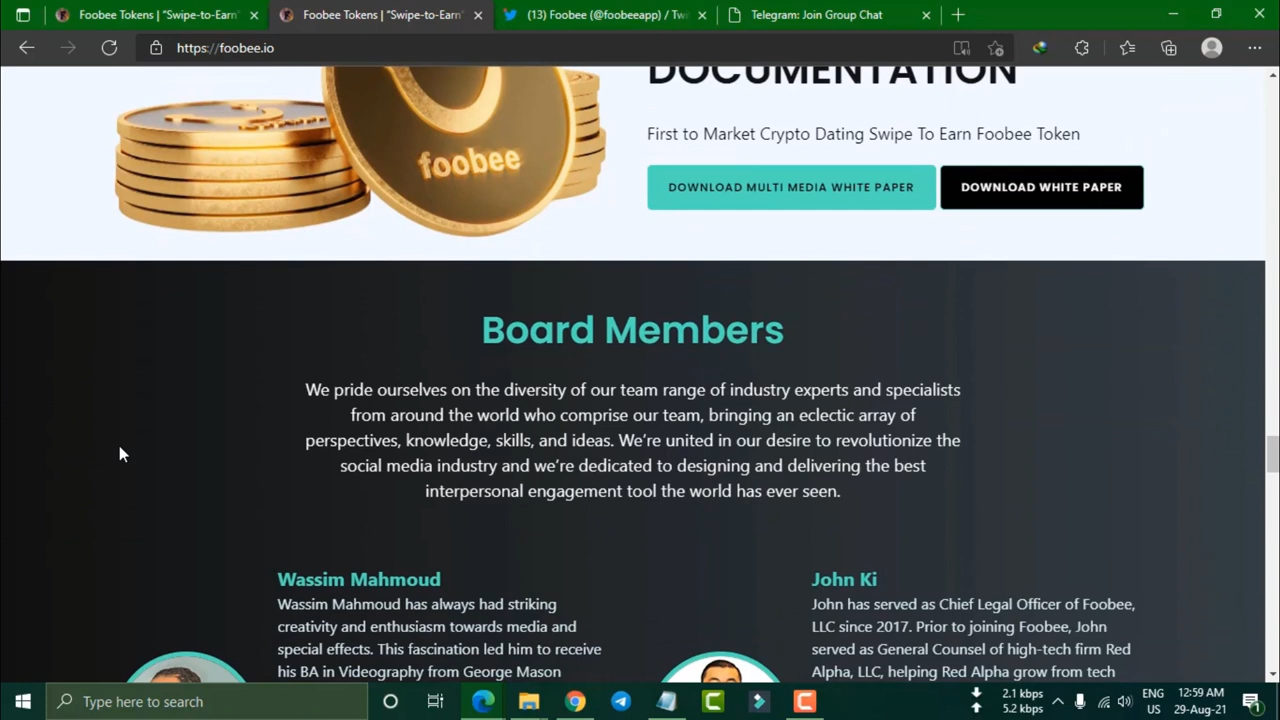 Foobee Tokens | "Swipe-to-Earn"
Foobee Tokens | "Swipe-to-Earn"
(13) Foobee (@foobeeapp) / Twi
Telegram: Join Group Chat
https://foobee.io
DOCUMENTATION
foobee
First to Market Crypto Dating Swipe To Earn Foobee Token
DOWNLOAD MULTI MEDIA WHITE PAPER
DOWNLOAD WHITE PAPER
Board Members
We pride ourselves on the diversity of our team range of industry experts and specialists
from around the world who comprise our team, bringing an eclectic array of
perspectives, knowledge, skills, and ideas. We're united in our desire to revolutionize the
social media industry and we're dedicated to designing and delivering the best
interpersonal engagement tool the world has ever seen.
Wassim Mahmoud
Wassim Mahmoud has always had striking
creativity and enthusiasm towards media and
special effects. This fascination led him to receive
his BA in Videography from George Mason
John Ki
John has served as Chief Legal Officer of Foobee,
LLC since 2017. Prior to joining Foobee, John
served as General Counsel of high-tech firm Red
Alpha, LLC, helping Red Alpha grow from tech
Type here to search
2.1 kbps
5.2 kbps
ENG
US
12:59 AM
29-Aug-21
1